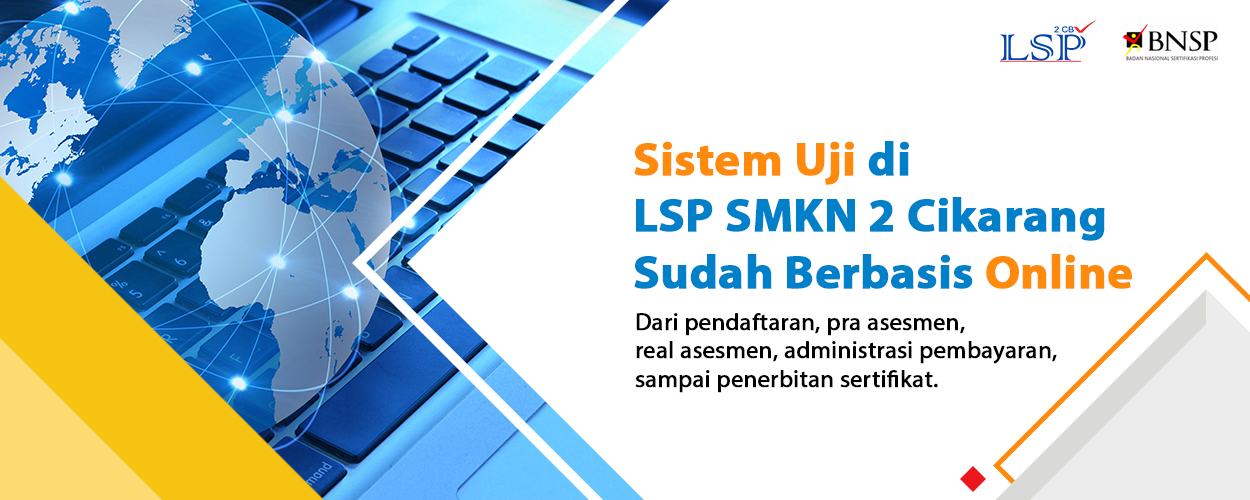 2 CB
LSP
BNSP
BADAN NASIONAL SERTIFIKASI PROFESI
Sistem Uji di
LSP SMKN 2 Cikarang
Sudah Berbasis Online
Dari pendaftaran, pra asesmen,
real asesmen, administrasi pembayaran,
sampai penerbitan sertifikat.